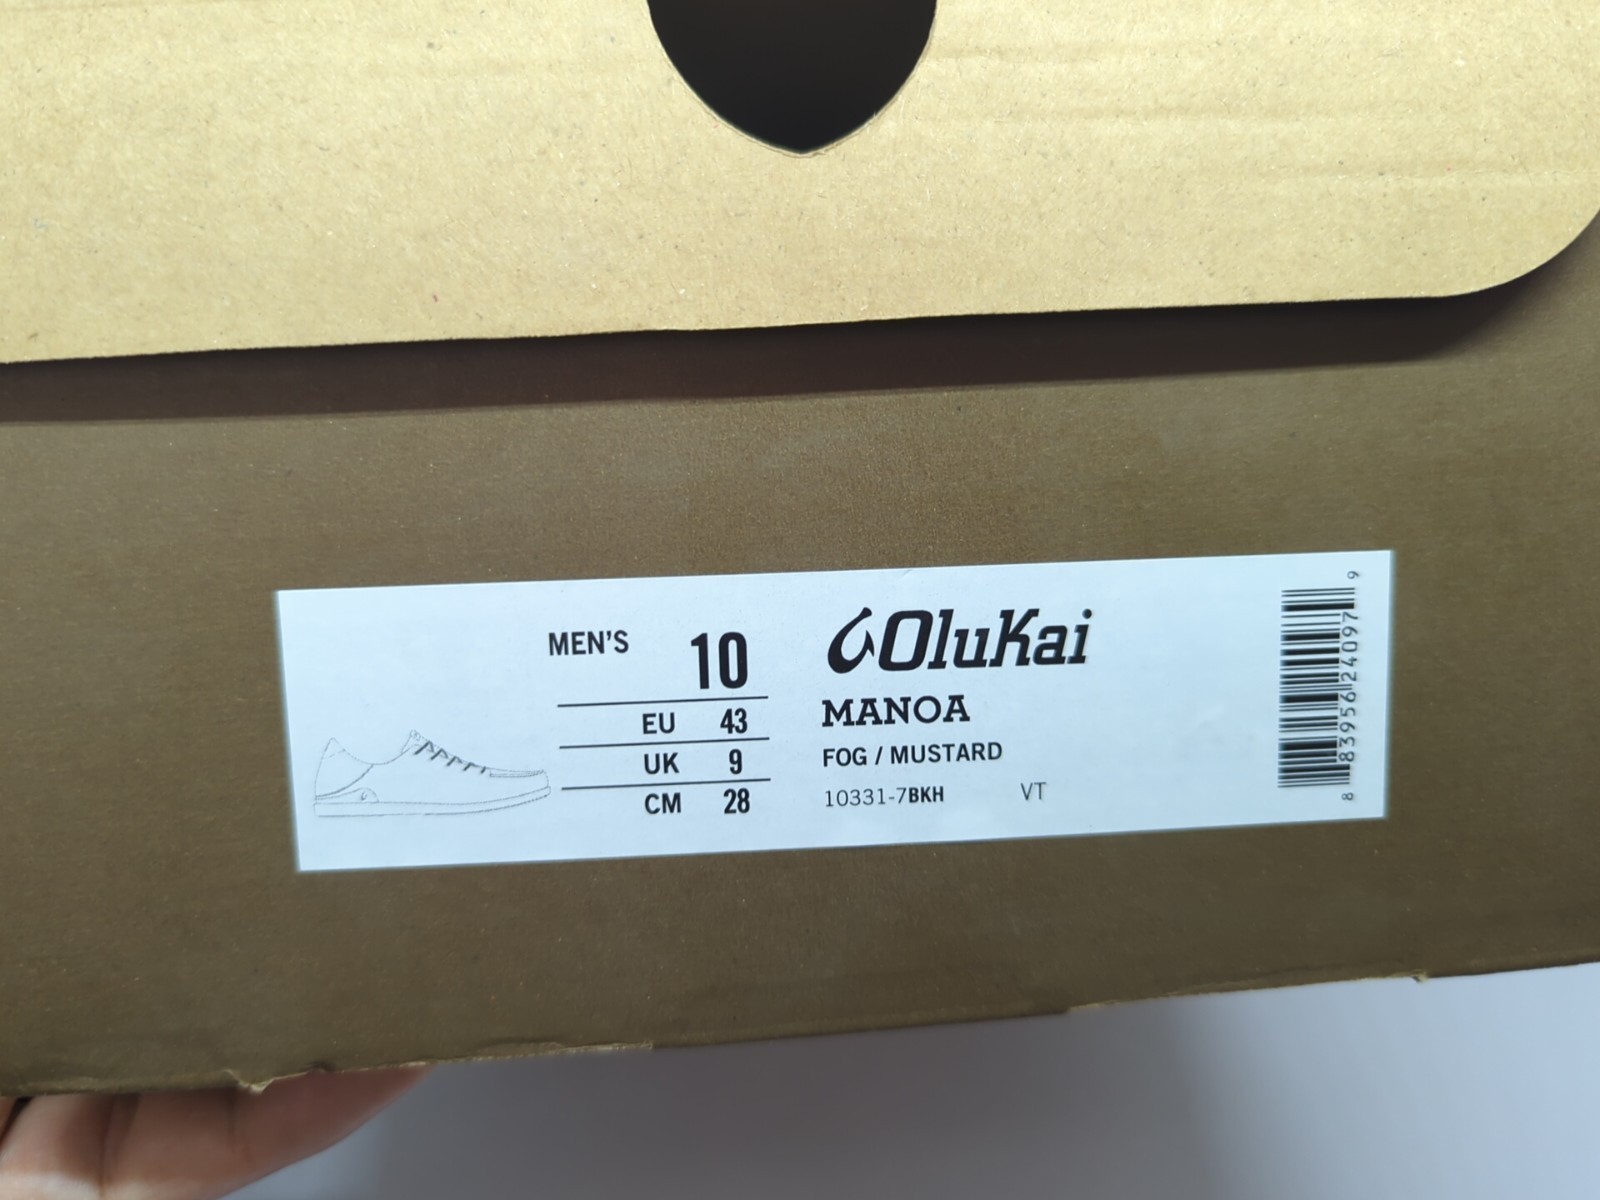 MEN'S 10
EU 43
UK 9
CM 28
OluKai
MANOA
FOG / MUSTARD
10331-7BKH VT
8 83956 24097 9